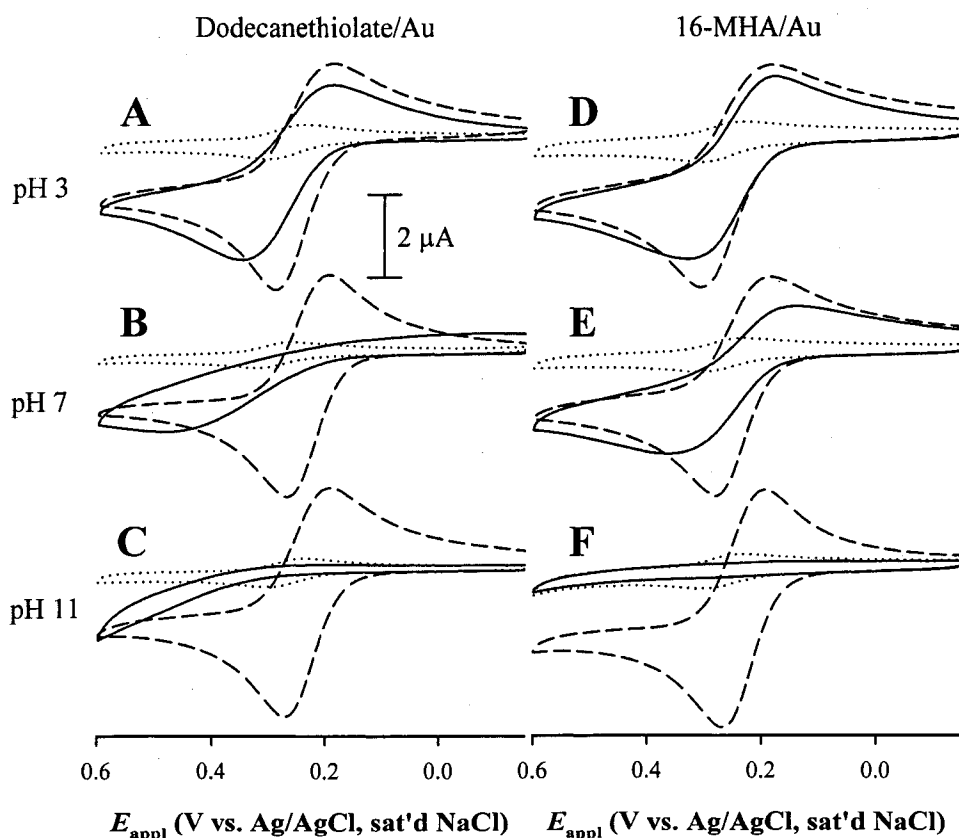 Dodecanethiolate/Au
16-MHA/Au
A
D
pH 3
2 μA
B
E
pH 7
C
F
pH 11
0.6 0.4 0.2 0.0 0.6 0.4 0.2 0.0
E appl (V vs. Ag/AgCl, sat'd NaCl)
E appl (V vs. Ag/AgCl, sat'd NaCl)